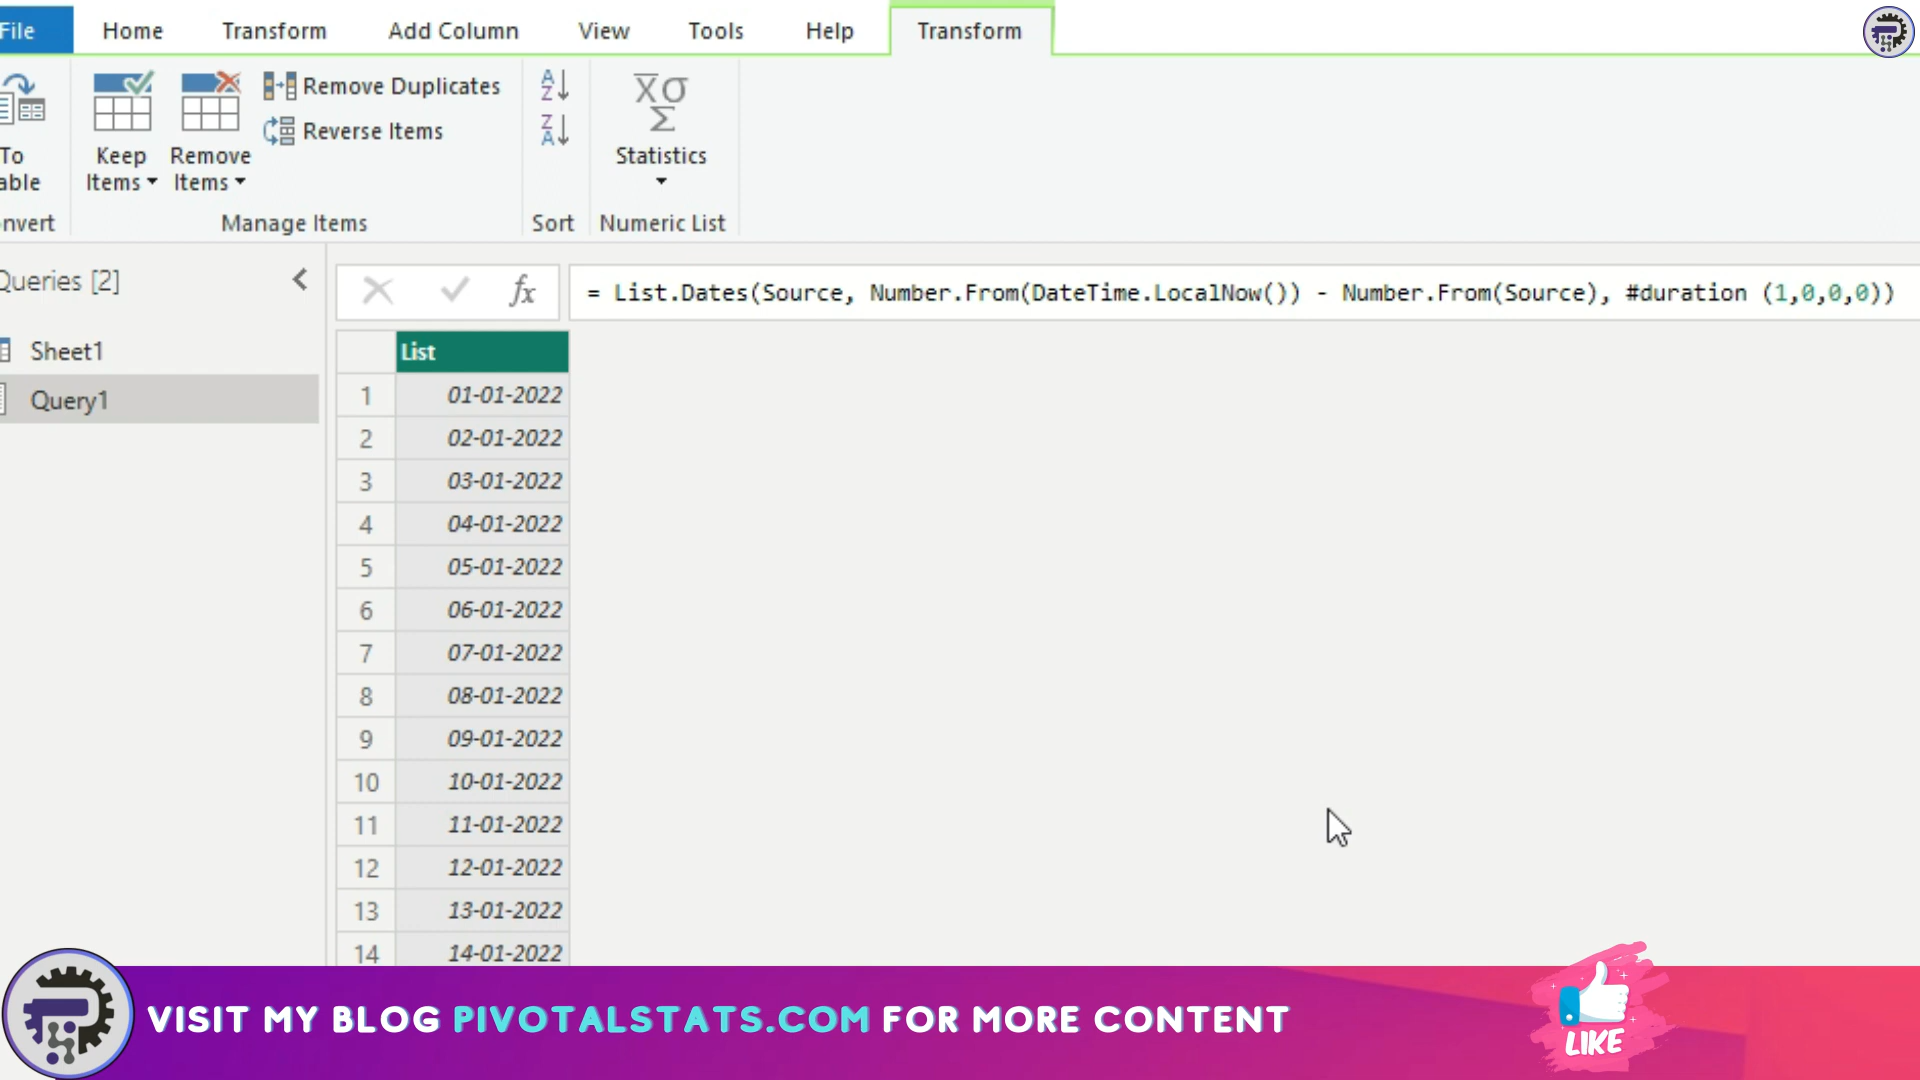 File Home Transform Add Column View Tools Help Transform
Remove Duplicates
Reverse Items
To
able
Keep
Items
Remove
Items
A
Z
Z
A
X̅σ
Σ
Statistics
nvert Manage Items Sort Numeric List
Queries [2]
fx = List.Dates(Source, Number.From(DateTime.LocalNow()) - Number.From(Source), #duration (1,0,0,0))
Sheet1
Query1
List
1 01-01-2022
2 02-01-2022
3 03-01-2022
4 04-01-2022
5 05-01-2022
6 06-01-2022
7 07-01-2022
8 08-01-2022
9 09-01-2022
10 10-01-2022
11 11-01-2022
12 12-01-2022
13 13-01-2022
14 14-01-2022
VISIT MY BLOG PIVOTALSTATS.COM FOR MORE CONTENT
LIKE